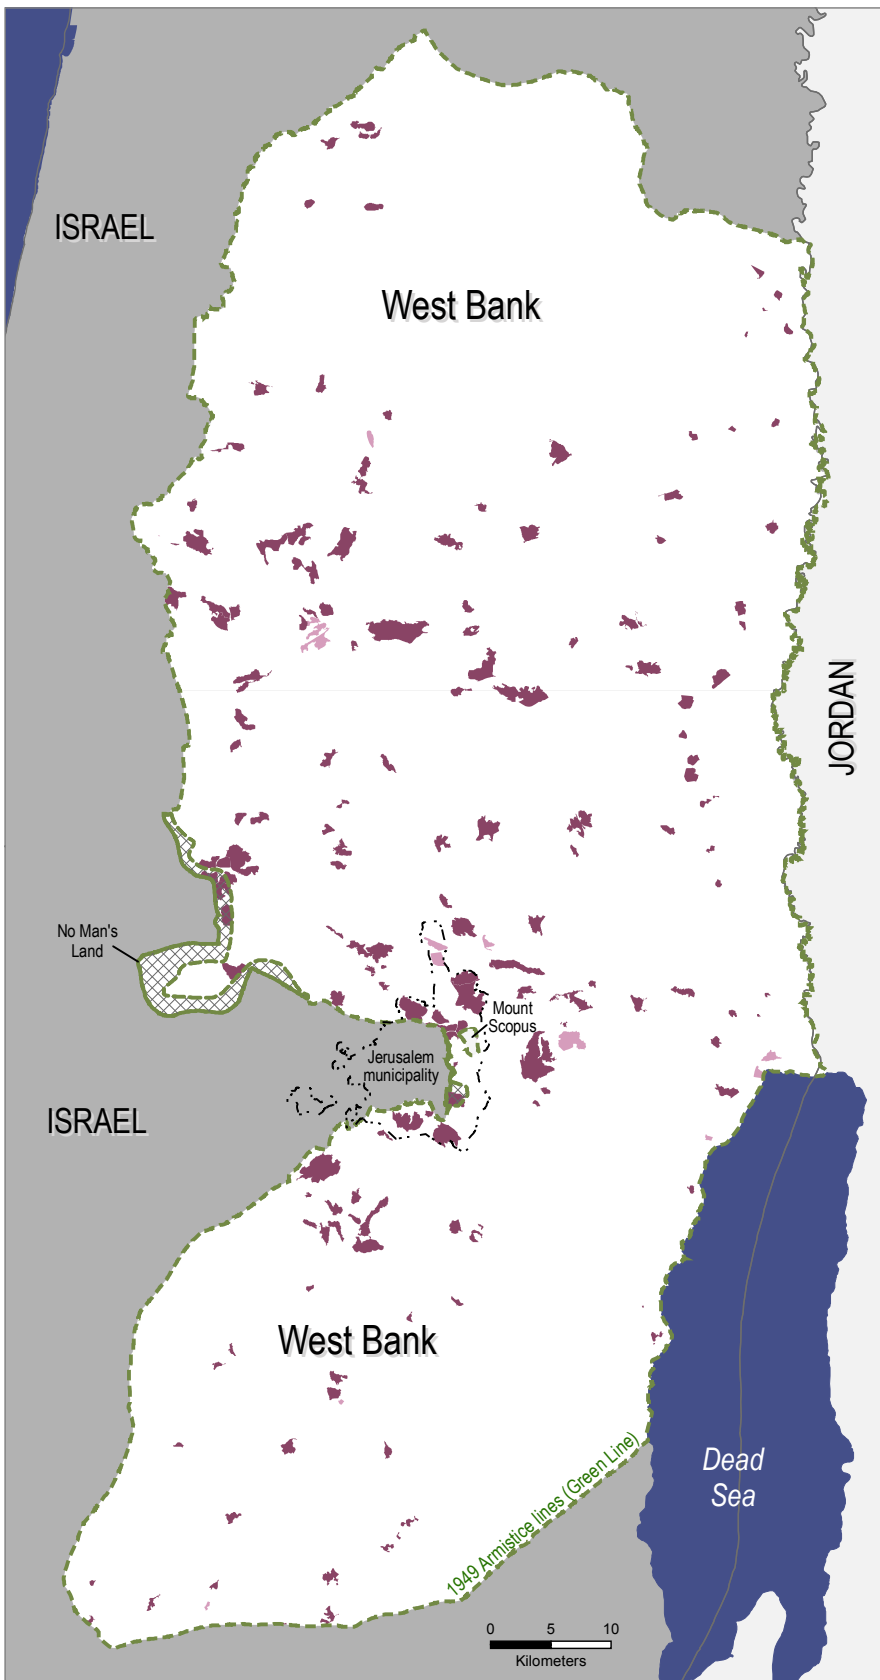 ISRAEL
West Bank
JORDAN
No Man's
Land
Mount
Scopus
Jerusalem
municipality
ISRAEL
West Bank
1949 Armistice lines (Green Line)
Dead
Sea
0 5 10
Kilometers